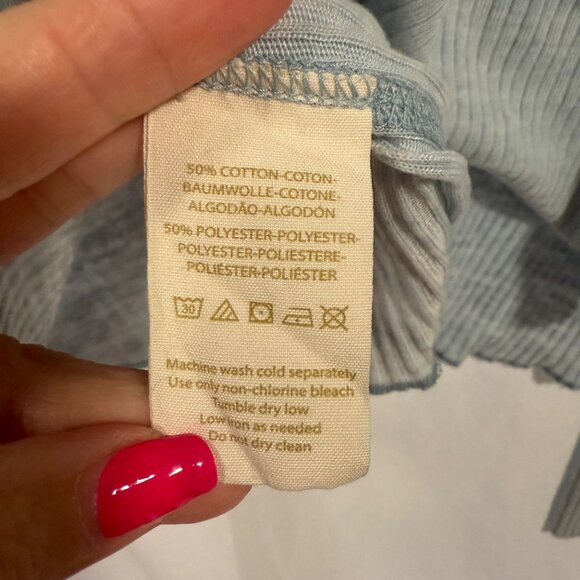 50% COTTON-COTON-
BAUMWOLLE-COTONE-
ALGODÃO-ALGODÓN
50% POLYESTER-POLYESTER-
POLYESTER-POLIESTERE-
POLIÉSTER-POLIÉSTER
30
Machine wash cold separately
Use only non-chlorine bleach
Tumble dry low
Low iron as needed
Do not dry clean